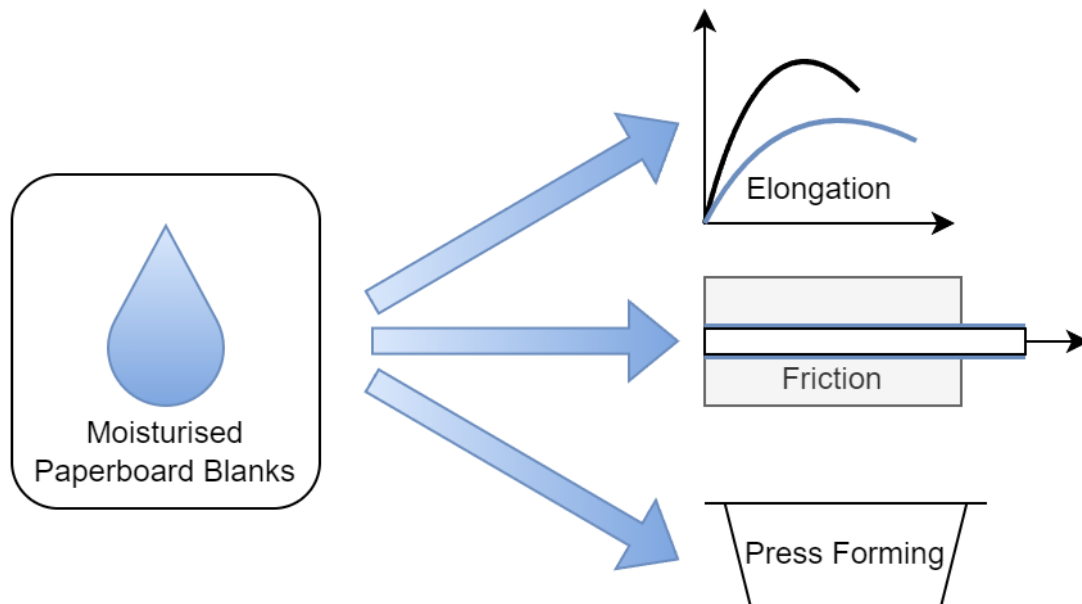 Moisturised
Paperboard Blanks
Elongation
Friction
Press Forming